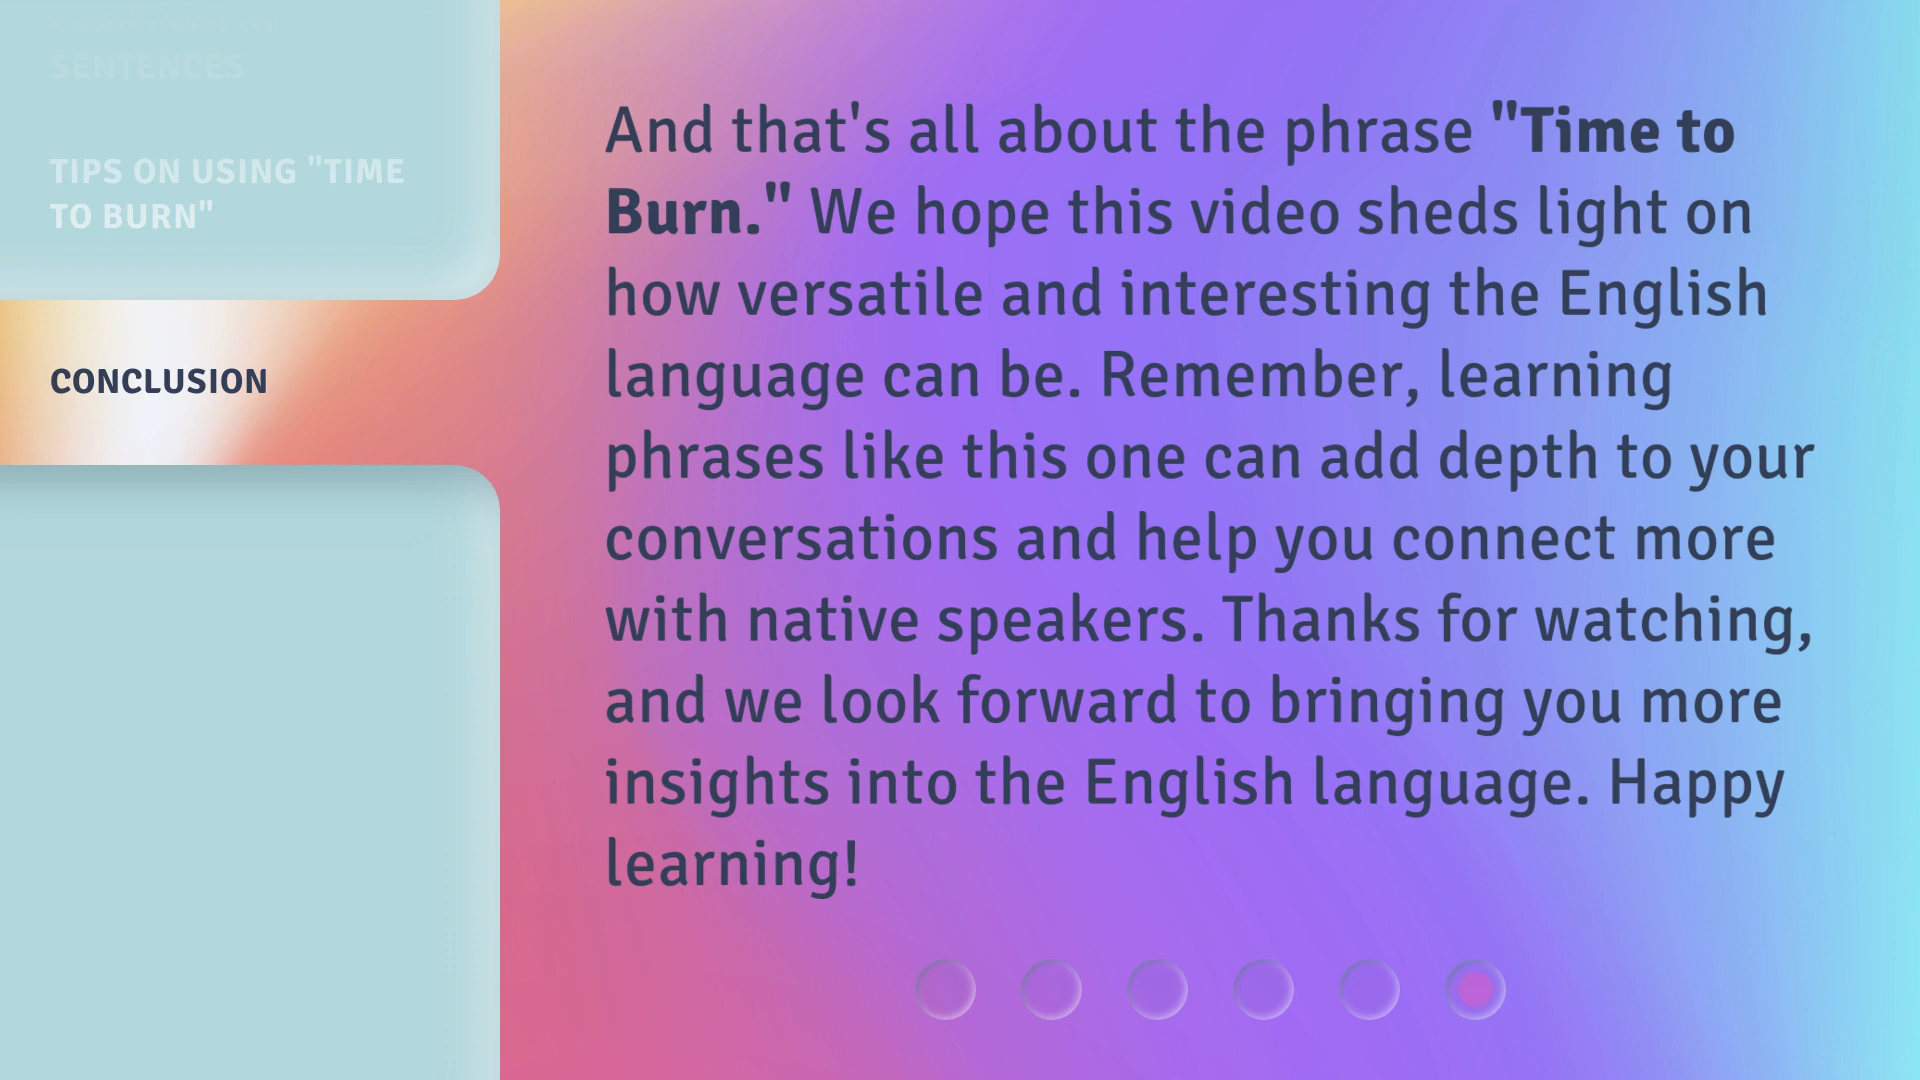 SENTENCES
TIPS ON USING "TIME
TO BURN"
CONCLUSION
And that's all about the phrase "Time to
Burn." We hope this video sheds light on
how versatile and interesting the English
language can be. Remember, learning
phrases like this one can add depth to your
conversations and help you connect more
with native speakers. Thanks for watching,
and we look forward to bringing you more
insights into the English language. Happy
learning!